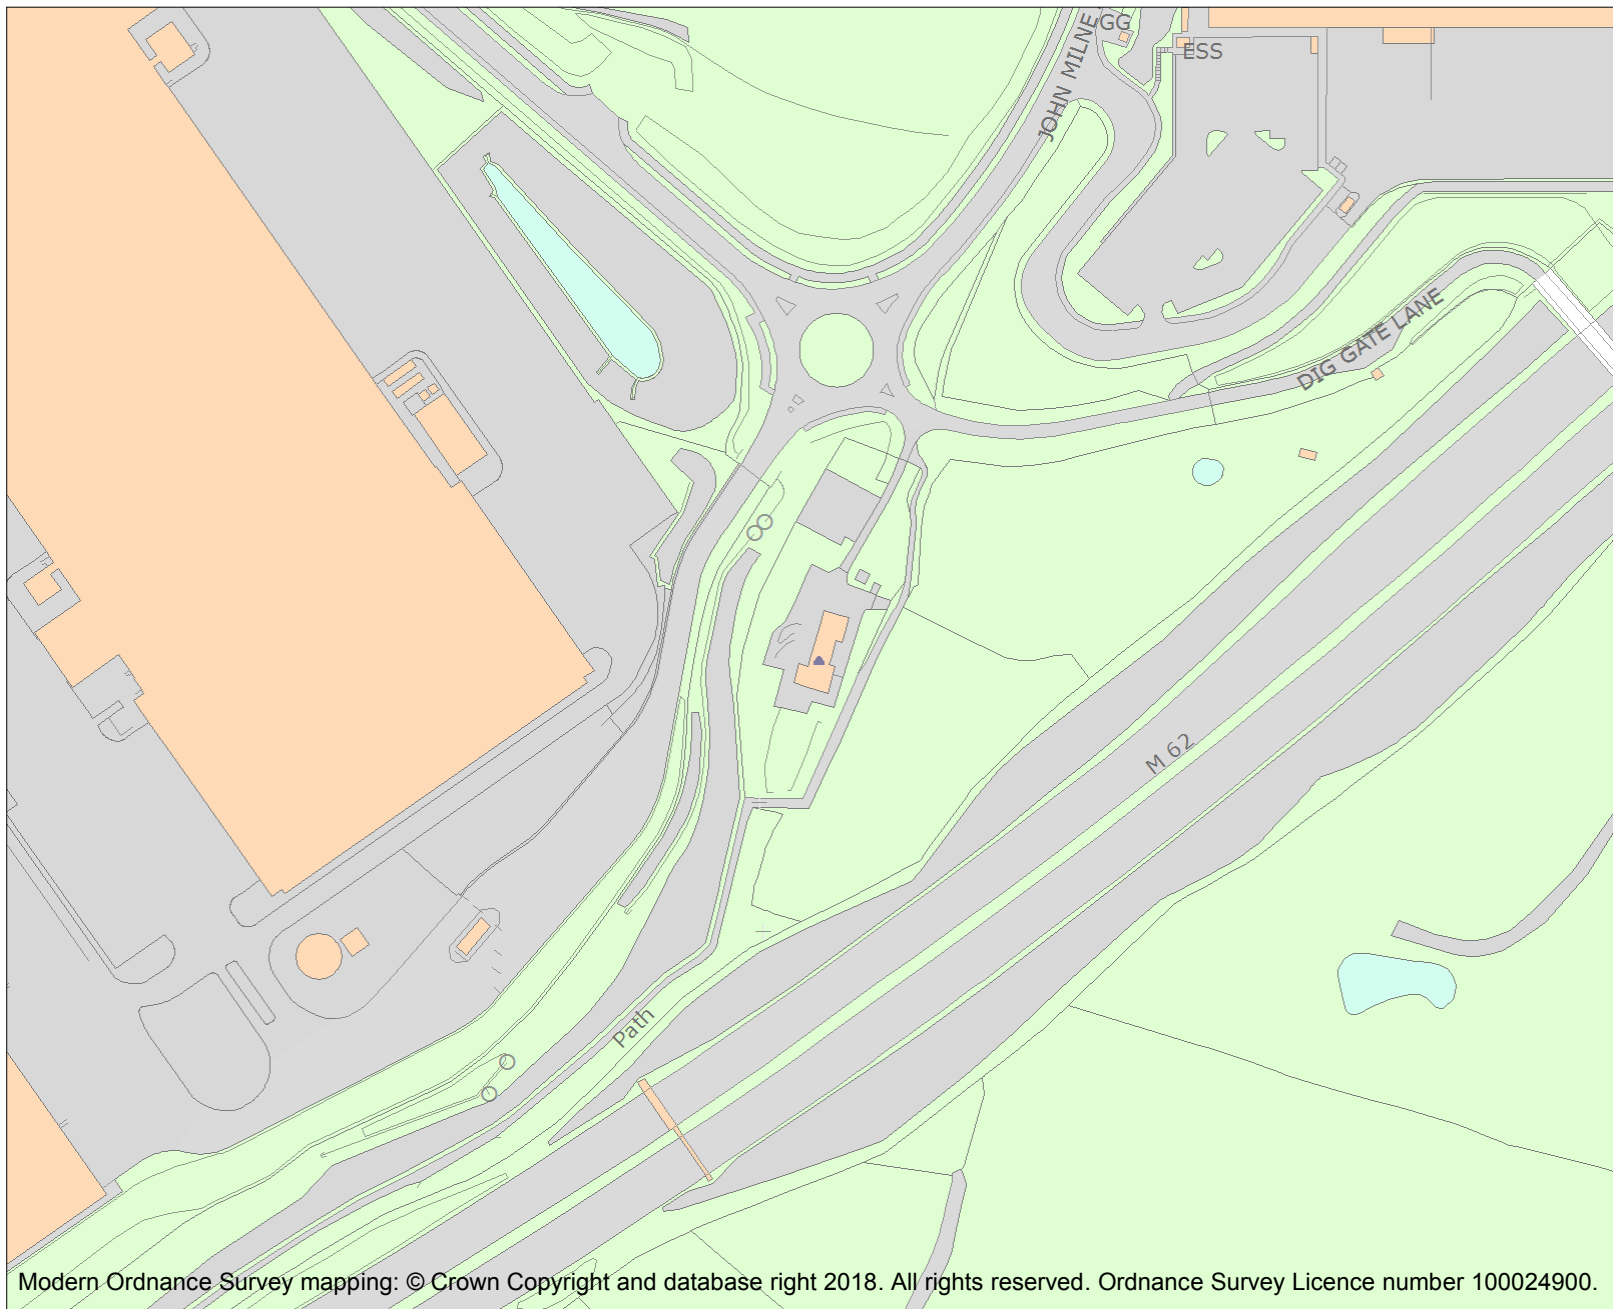 GG
JOHN MILNE
ESS
DIG GATE LANE
M 62
Path
Modern Ordnance Survey mapping: © Crown Copyright and database right 2018. All rights reserved. Ordnance Survey Licence number 100024900.